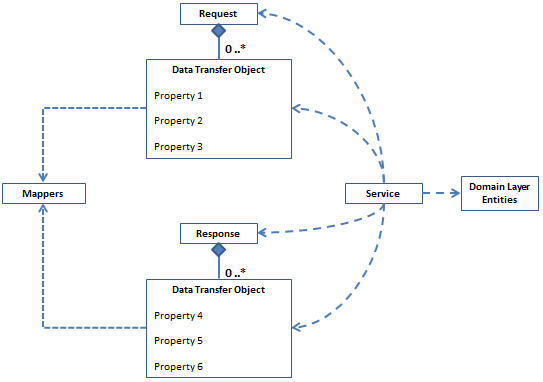 Request
0 ..*
Data Transfer Object
Property 1
Property 2
Property 3
Mappers
Service
Domain Layer
Entities
Response
0 ..*
Data Transfer Object
Property 4
Property 5
Property 6